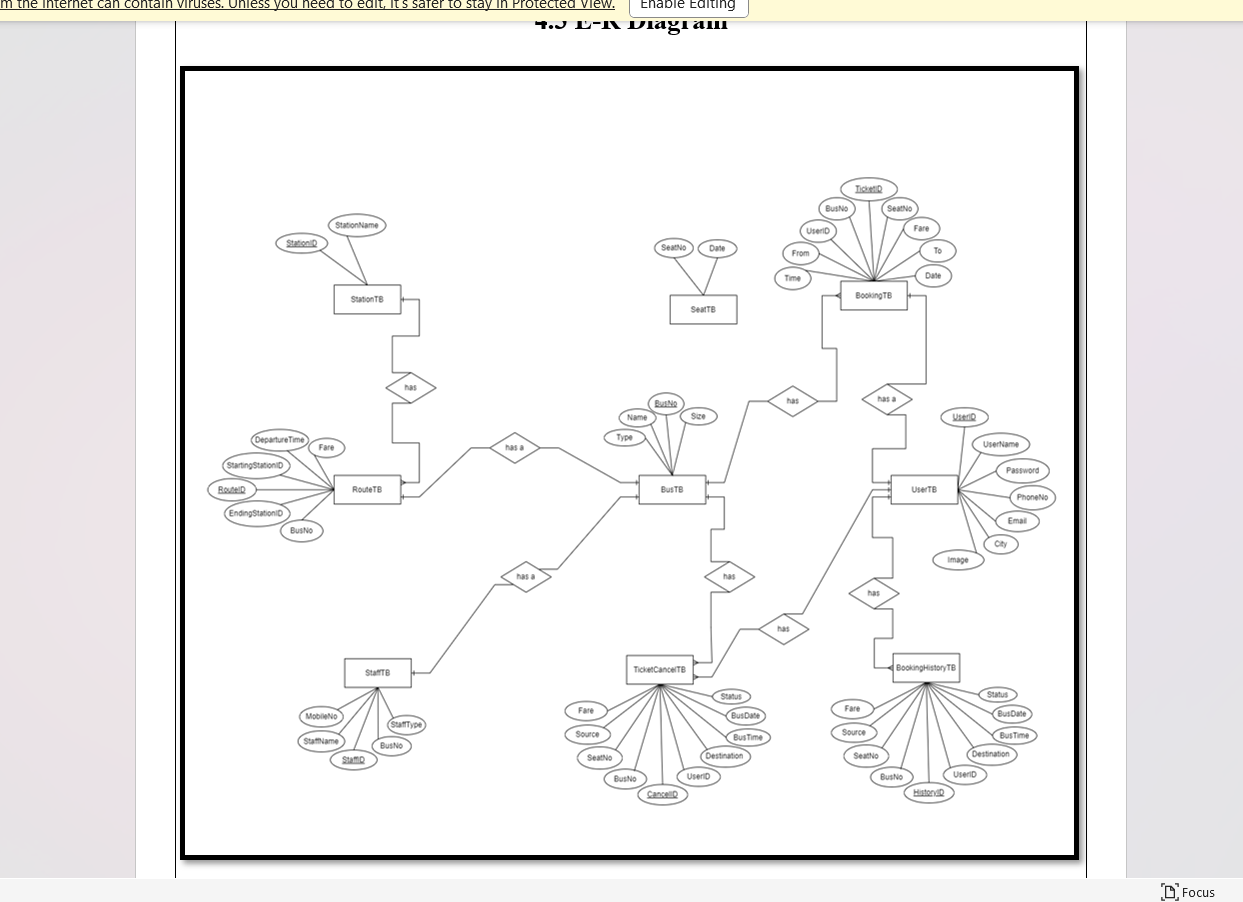 m the Internet can contain viruses. Unless you need to edit, it's safer to stay in Protected View.
Enable Editing
4.5 E-R Diagram
TicketID
BusNo
SeatNo
UserID
Fare
From
To
Time
Date
BookingTB
StationName
StationID
StationTB
SeatNo
Date
SeatTB
has
has
has a
BusNo
Name
Size
Type
BusTB
DepartureTime
Fare
StartingStationID
RouteID
EndingStationID
BusNo
RouteTB
has a
UserID
UserName
Password
PhoneNo
Email
City
Image
UserTB
has a
has
has
has
StaffTB
MobileNo
StaffType
StaffName
BusNo
StaffID
TicketCancelTB
Status
Fare
BusDate
Source
BusTime
SeatNo
Destination
BusNo
UserID
CancelID
BookingHistoryTB
Status
Fare
BusDate
Source
BusTime
SeatNo
Destination
BusNo
UserID
HistoryID
Focus